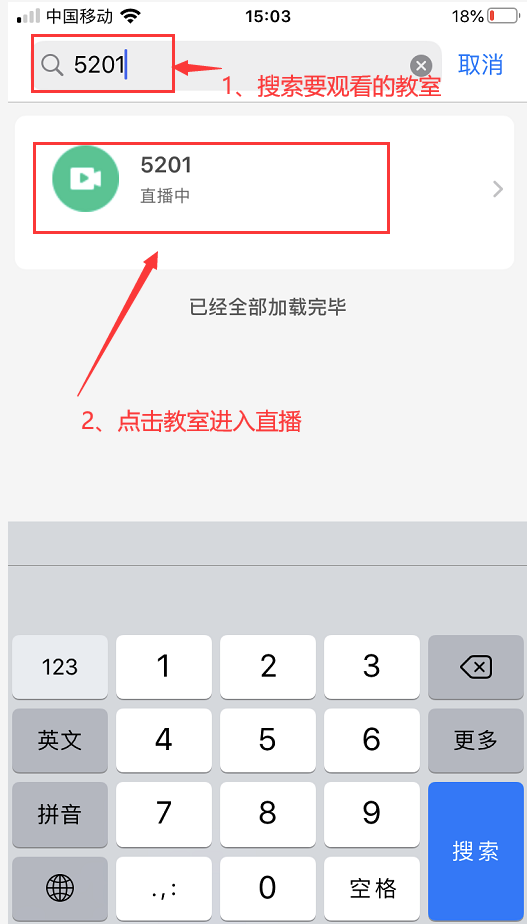 中国移动 15:03 18%
5201 取消
1、搜索要观看的教室
5201
直播中
已经全部加载完毕
2、点击教室进入直播
123 1 2 3
英文 4 5 6 更多
拼音 7 8 9
搜索
.,: 0 空格